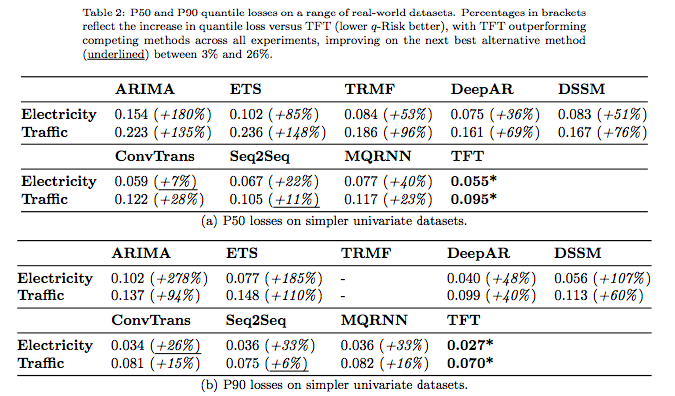 Table 2: P50 and P90 quantile losses on a range of real-world datasets. Percentages in brackets
reflect the increase in quantile loss versus TFT (lower q-Risk better), with TFT outperforming
competing methods across all experiments, improving on the next best alternative method
(underlined) between 3% and 26%.
ARIMA ETS TRMF DeepAR DSSM
Electricity 0.154 (+180%) 0.102 (+85%) 0.084 (+53%) 0.075 (+36%) 0.083 (+51%)
Traffic 0.223 (+135%) 0.236 (+148%) 0.186 (+96%) 0.161 (+69%) 0.167 (+76%)
ConvTrans Seq2Seq MQRNN TFT
Electricity 0.059 (+7%) 0.067 (+22%) 0.077 (+40%) 0.055*
Traffic 0.122 (+28%) 0.105 (+11%) 0.117 (+23%) 0.095*
(a) P50 losses on simpler univariate datasets.
ARIMA ETS TRMF DeepAR DSSM
Electricity 0.102 (+278%) 0.077 (+185%) - 0.040 (+48%) 0.056 (+107%)
Traffic 0.137 (+94%) 0.148 (+110%) - 0.099 (+40%) 0.113 (+60%)
ConvTrans Seq2Seq MQRNN TFT
Electricity 0.034 (+26%) 0.036 (+33%) 0.036 (+33%) 0.027*
Traffic 0.081 (+15%) 0.075 (+6%) 0.082 (+16%) 0.070*
(b) P90 losses on simpler univariate datasets.